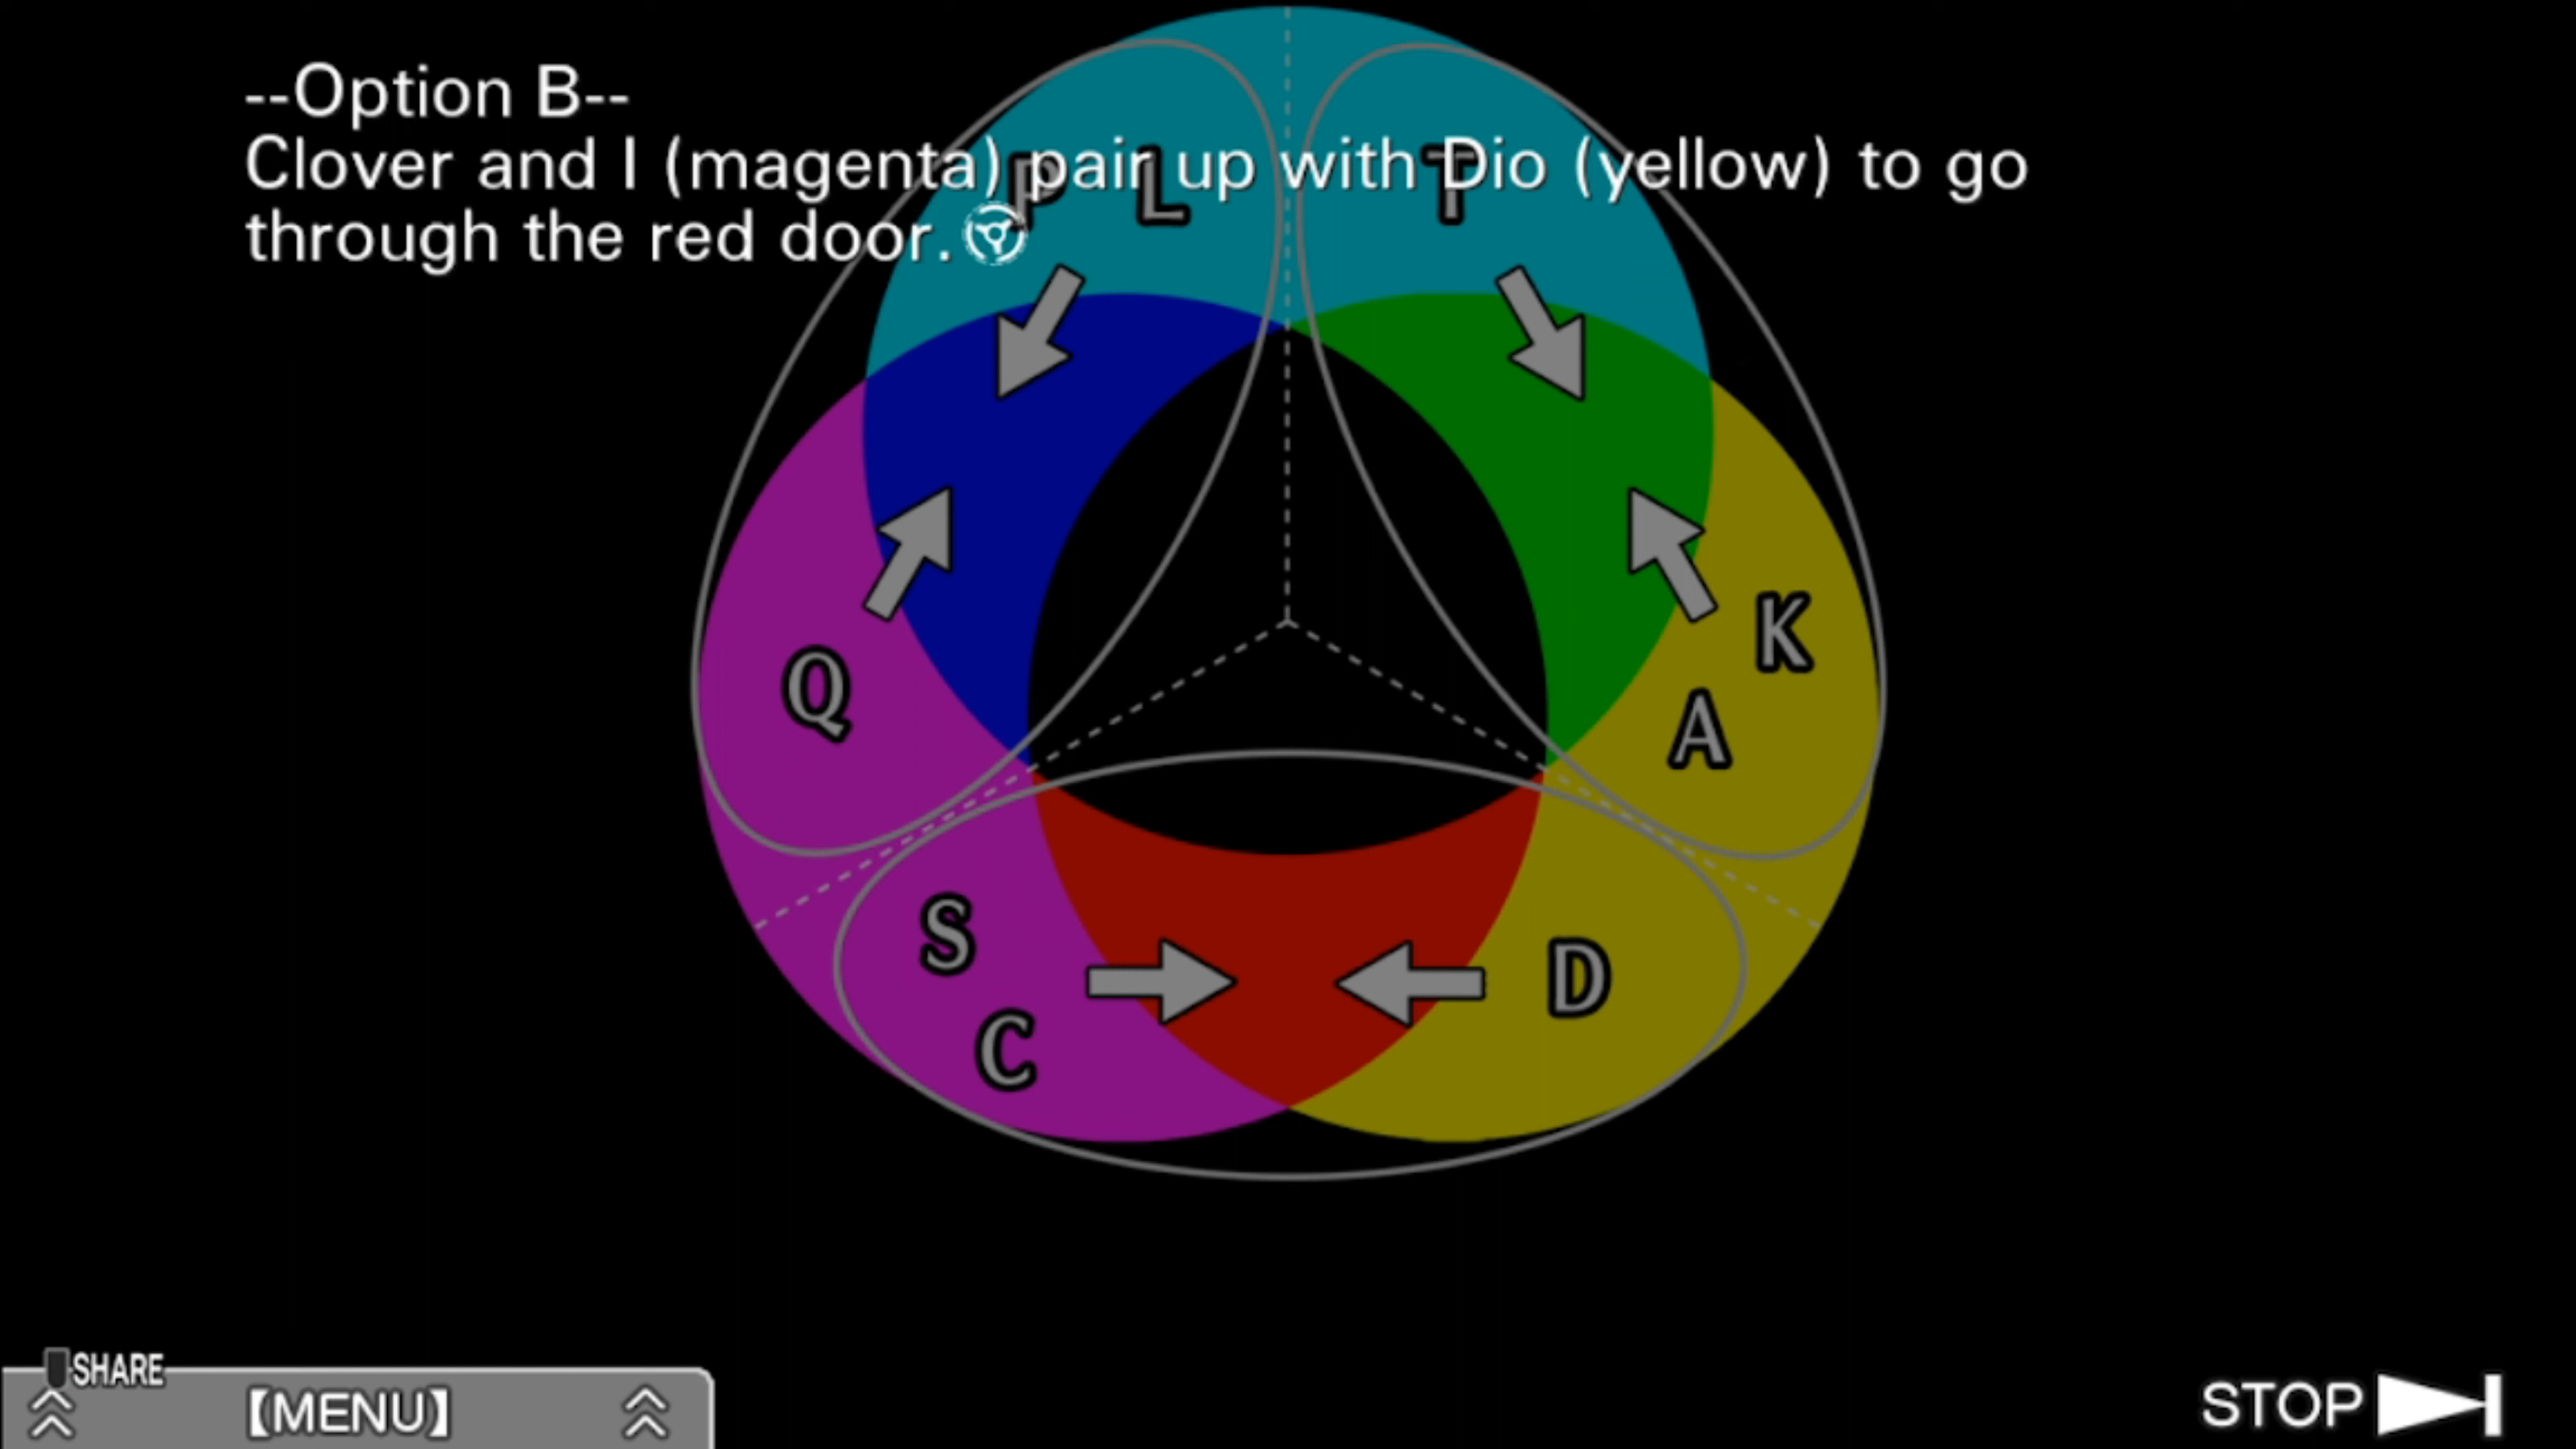 --Option B--
Clover and I (magenta) pair up with Dio (yellow) to go
through the red door.
P L T
K
Q A
S D
C
SHARE
【MENU】
STOP